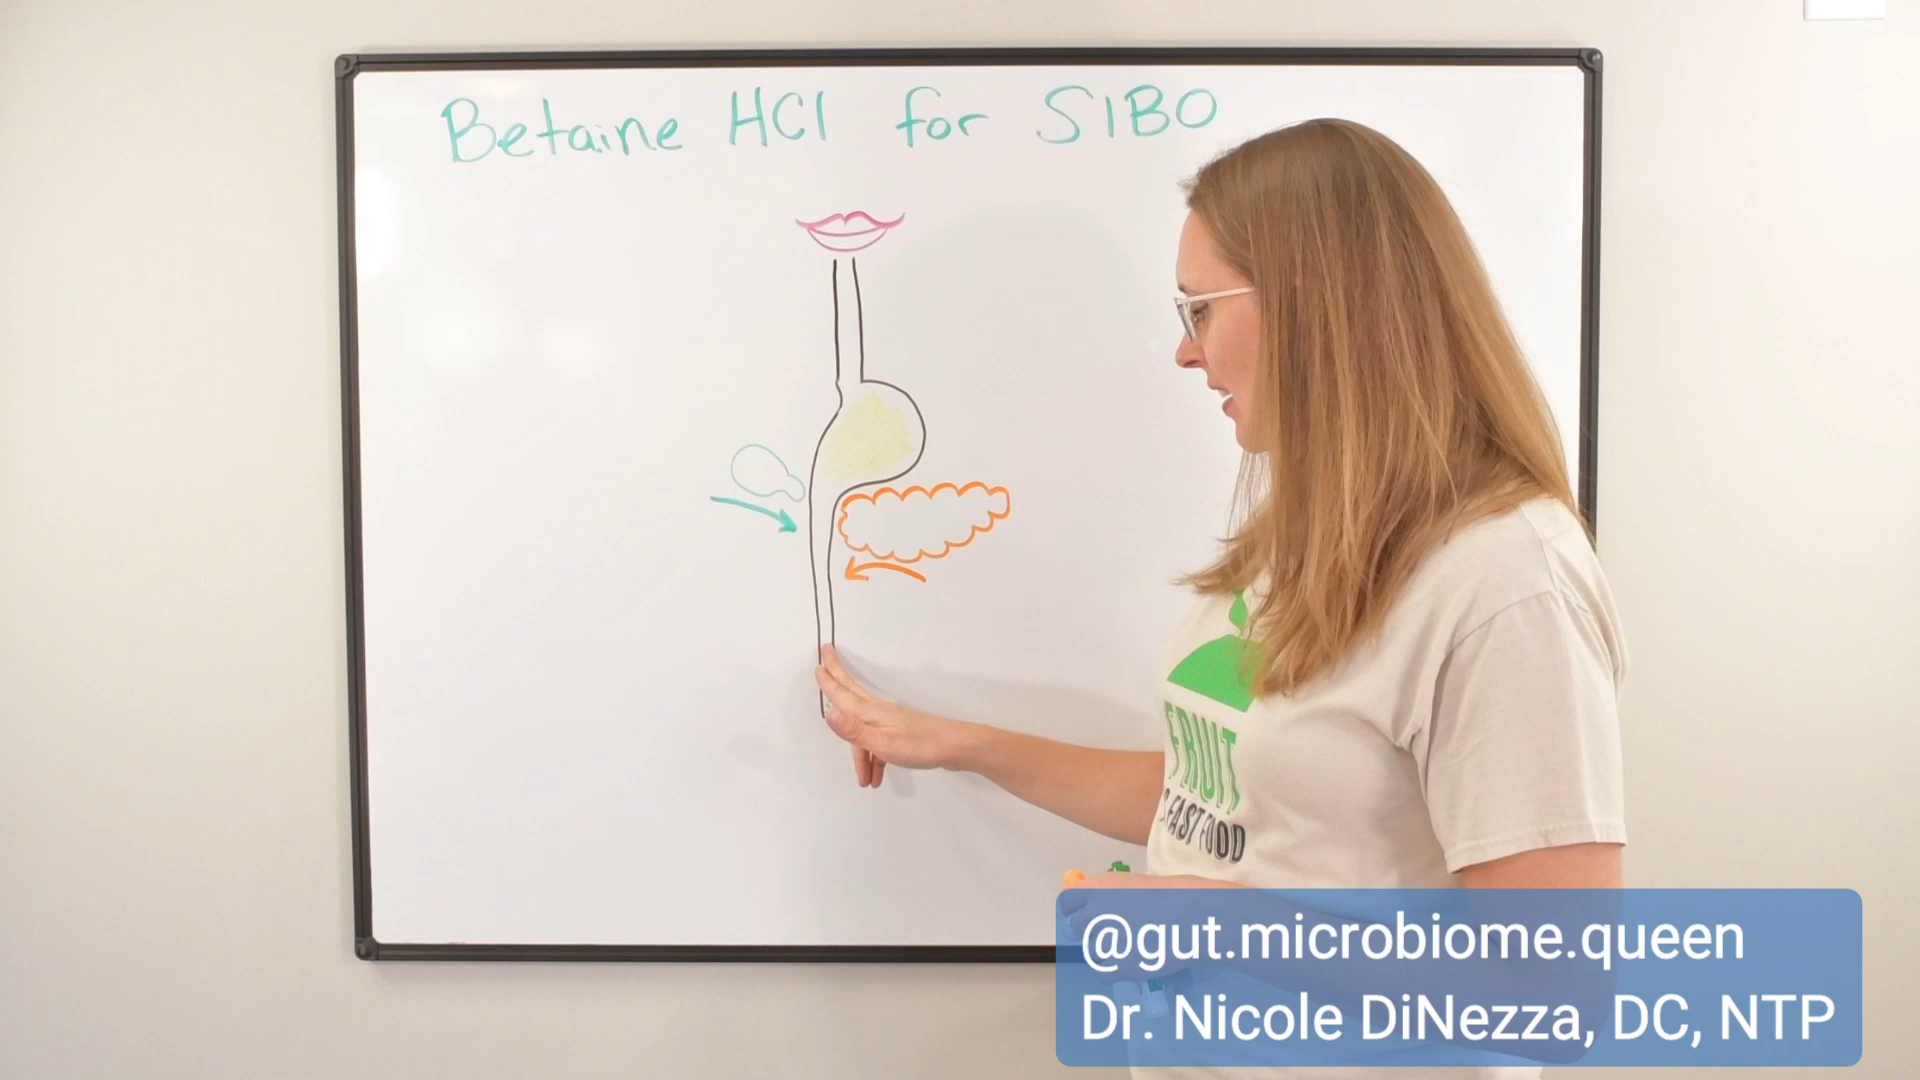 Betaine HCl for SIBO
FRUIT
FAST FOOD
@gut.microbiome.queen
Dr. Nicole DiNezza, DC, NTP